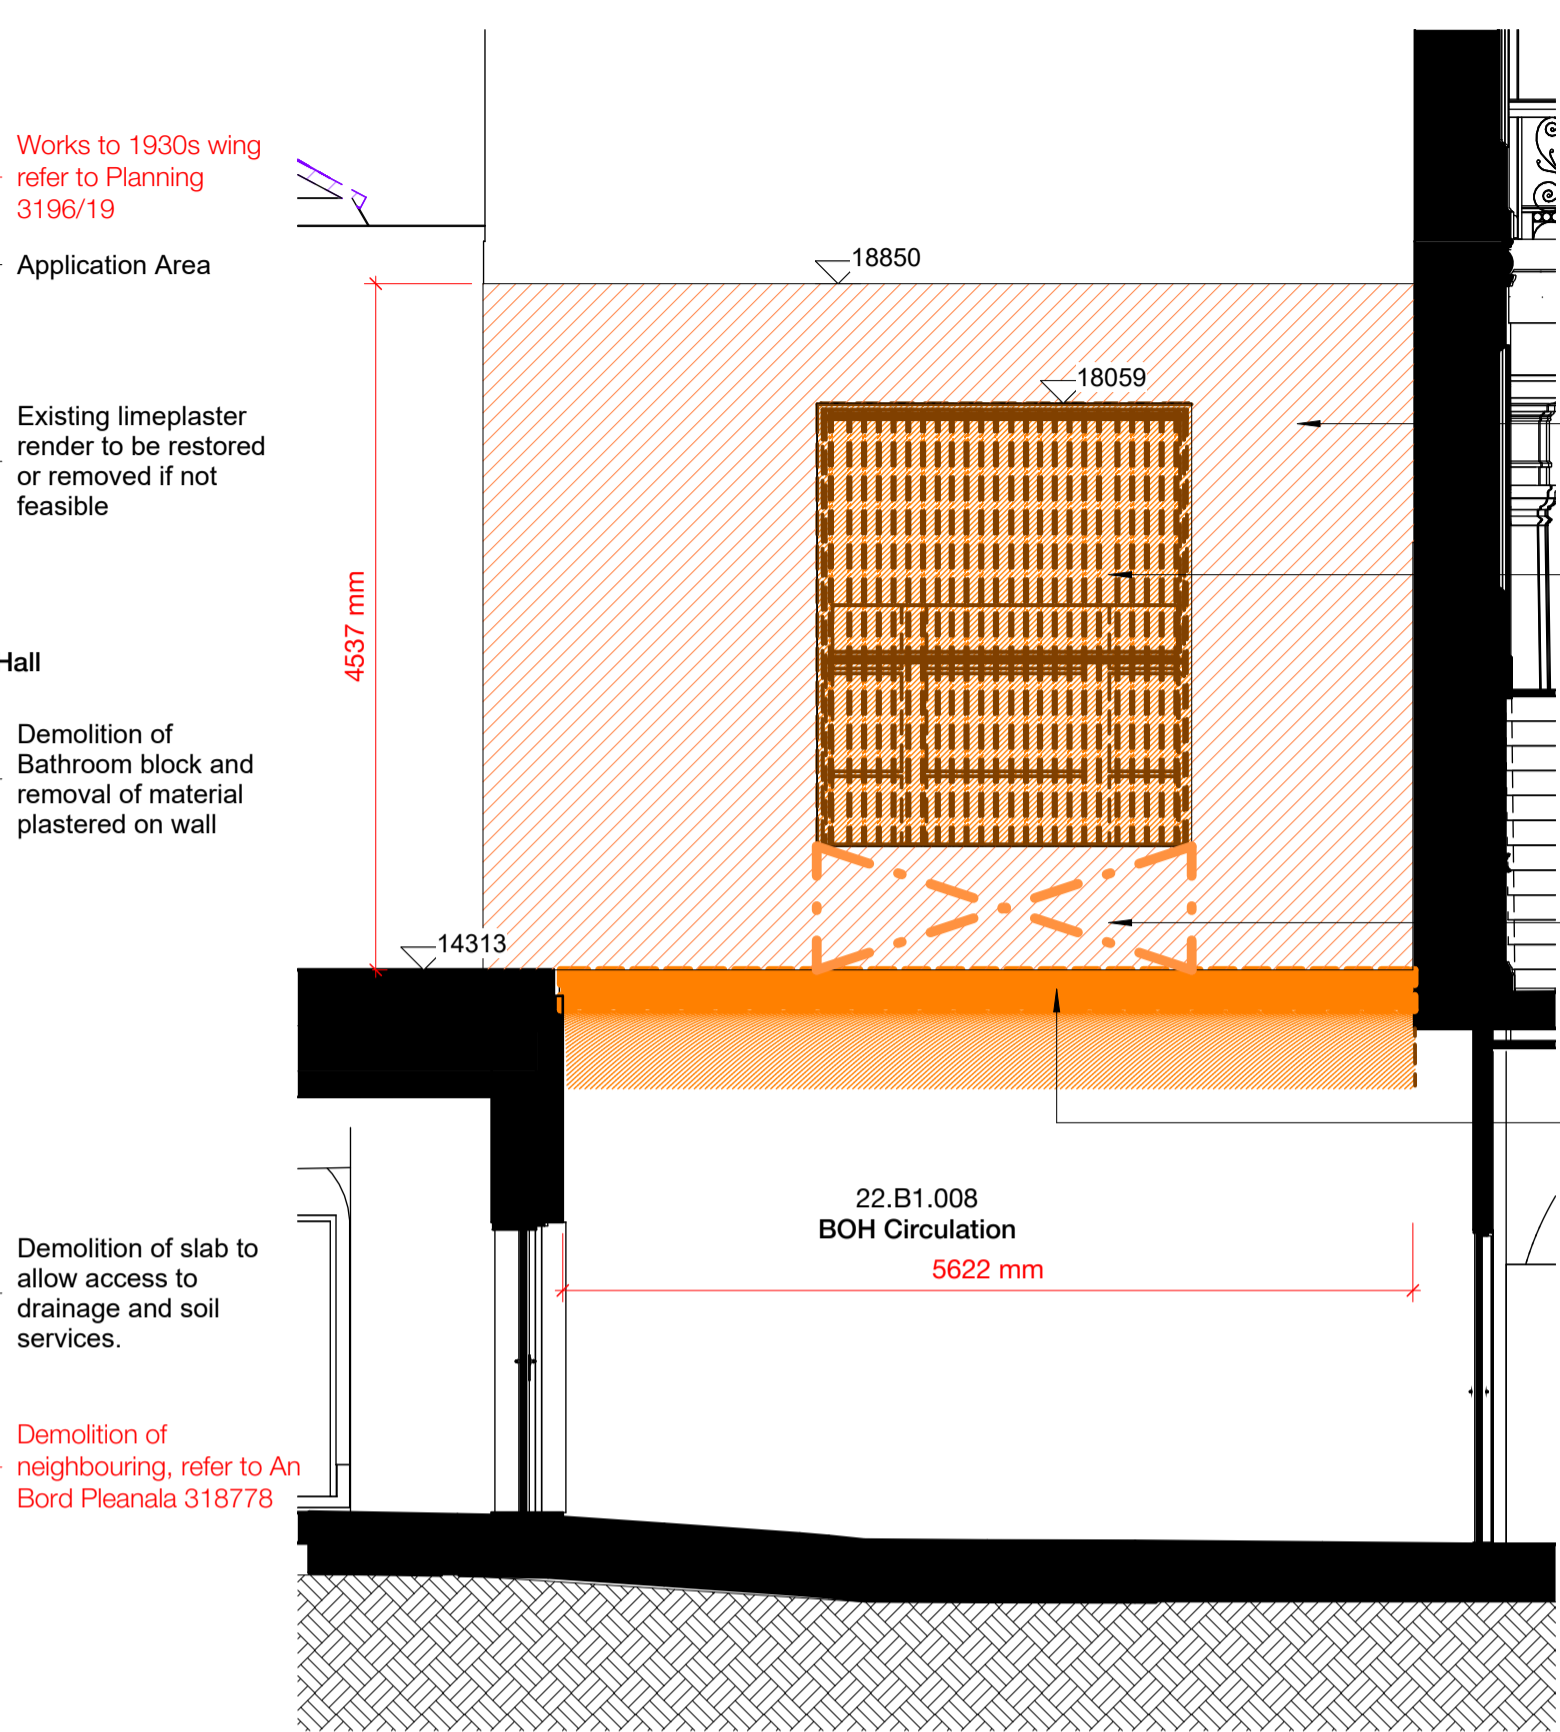 Works to 1930s wing
refer to Planning
3196/19
Application Area
Existing limeplaster
render to be restored
or removed if not
feasible
Hall
Demolition of
Bathroom block and
removal of material
plastered on wall
Demolition of slab to
allow access to
drainage and soil
services.
Demolition of
neighbouring, refer to An
Bord Pleanala 318778
18850
18059
4537 mm
14313
22.B1.008
BOH Circulation
5622 mm